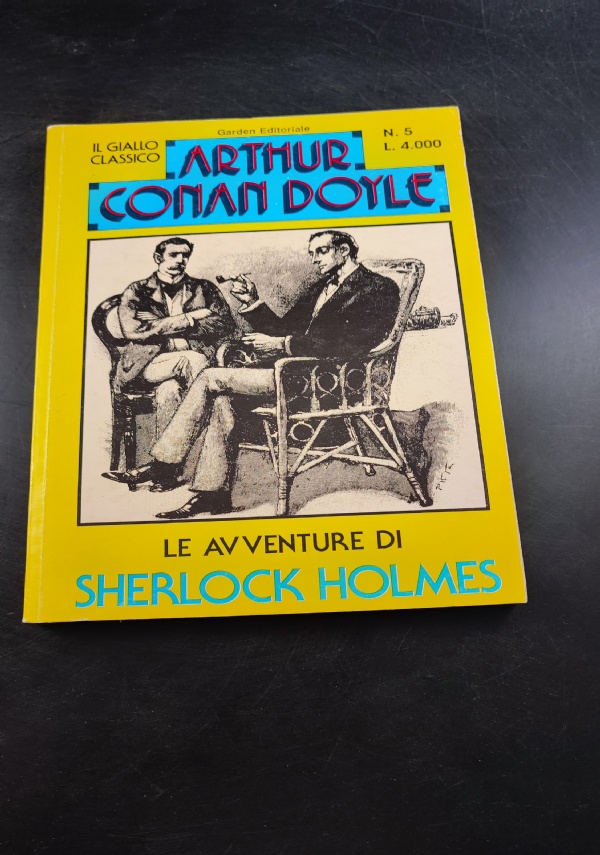 Garden Editoriale
IL GIALLO
CLASSICO
N. 5
L. 4.000
ARTHUR
CONAN DOYLE
LE AVVENTURE DI
SHERLOCK HOLMES